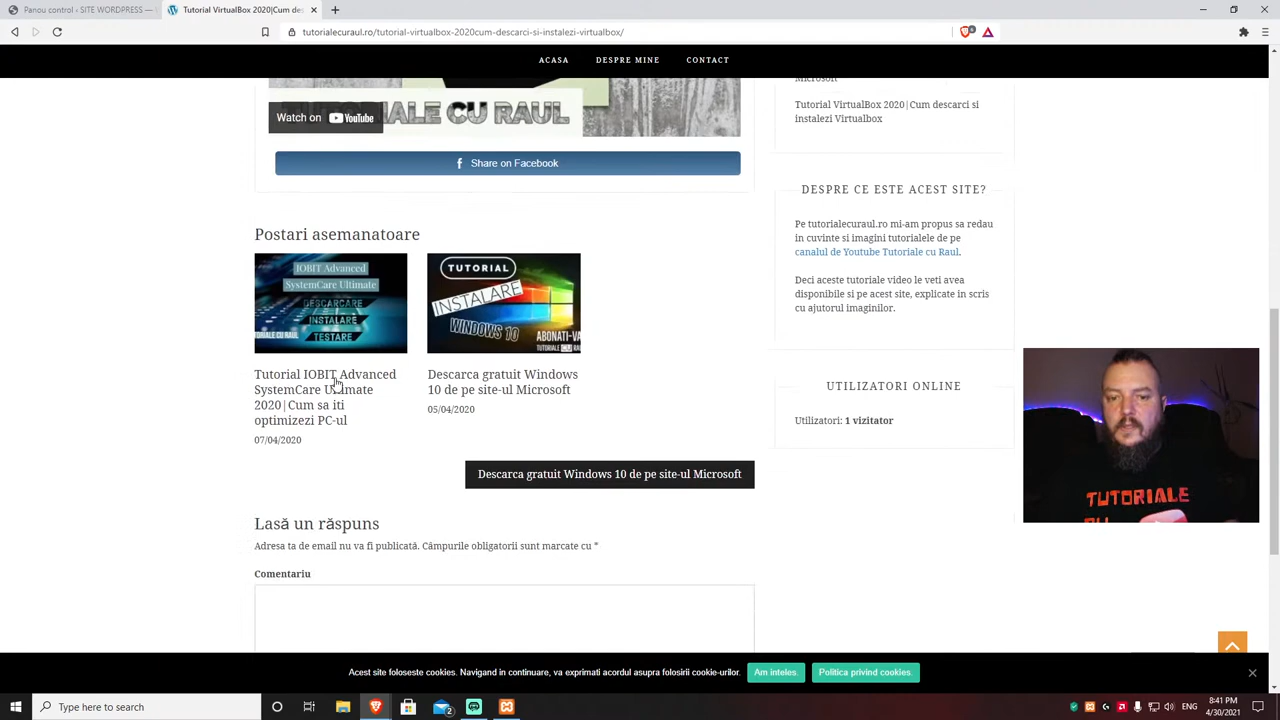 Panou control ‹ SITE WORDPRESS —
Tutorial VirtualBox 2020|Cum des
tutorialecuraul.ro/tutorial-virtualbox-2020cum-descarci-si-instalezi-virtualbox/
ACASA
DESPRE MINE
CONTACT
Watch on YouTube
TUTORIALE CU RAUL
Share on Facebook
Postari asemanatoare
IOBIT Advanced
SystemCare Ultimate
DESCARCARE
INSTALARE
TESTARE
Tutorial IOBIT Advanced
SystemCare Ultimate
2020|Cum sa iti
optimizezi PC-ul
07/04/2020
TUTORIAL
INSTALARE
WINDOWS 10
ABONATI-VA
TUTORIALE CU
Descarca gratuit Windows
10 de pe site-ul Microsoft
05/04/2020
Descarca gratuit Windows 10 de pe site-ul Microsoft
Lasă un răspuns
Adresa ta de email nu va fi publicată. Câmpurile obligatorii sunt marcate cu *
Comentariu
Microsoft
Tutorial VirtualBox 2020|Cum descarci si
instalezi Virtualbox
DESPRE CE ESTE ACEST SITE?
Pe tutorialecuraul.ro mi-am propus sa redau
in cuvinte si imagini tutorialele de pe
canalul de Youtube Tutoriale cu Raul.
Deci aceste tutoriale video le veti avea
disponibile si pe acest site, explicate in scris
cu ajutorul imaginilor.
UTILIZATORI ONLINE
Utilizatori: 1 vizitator
TUTORIALE
Acest site foloseste cookies. Navigand in continuare, va exprimati acordul asupra folosirii cookie-urilor.
Am inteles.
Politica privind cookies.
Type here to search
2
ENG
8:41 PM
4/30/2021